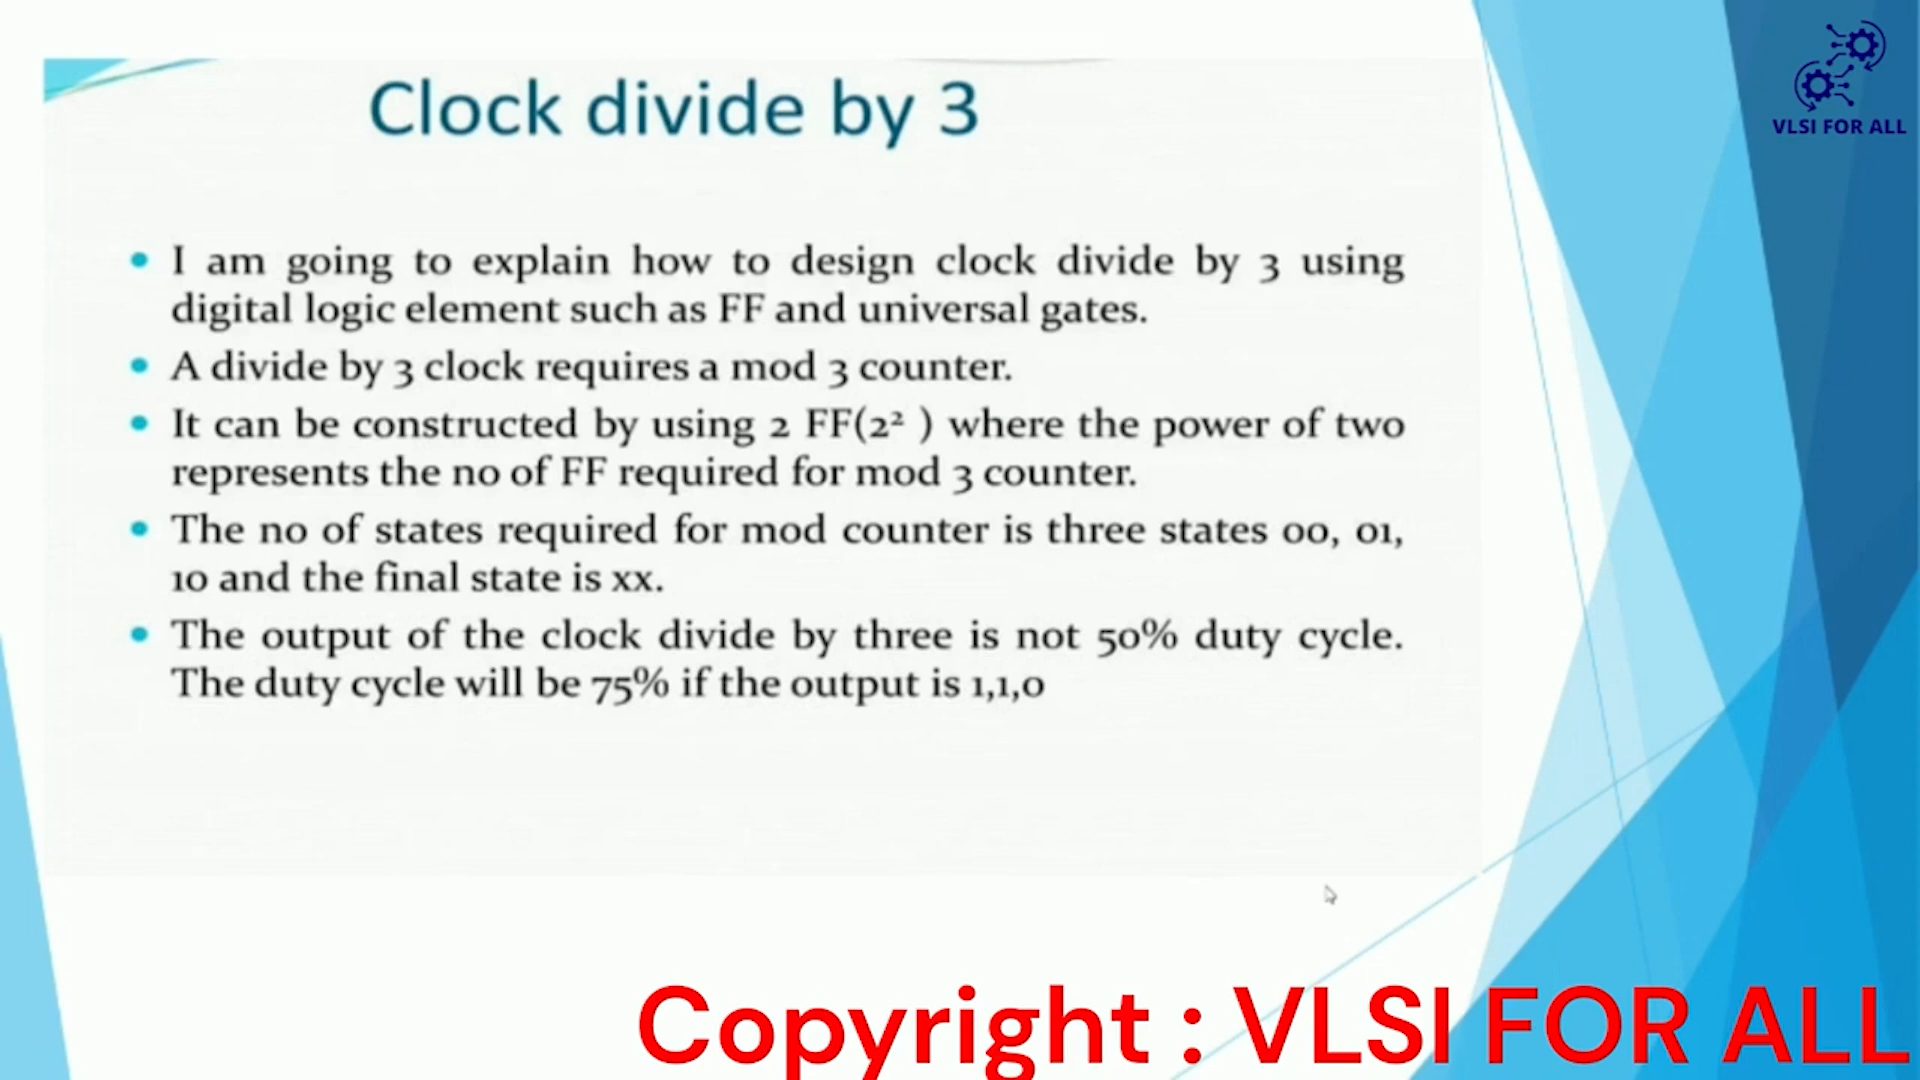 VLSI FOR ALL
Clock divide by 3
• I am going to explain how to design clock divide by 3 using
digital logic element such as FF and universal gates.
• A divide by 3 clock requires a mod 3 counter.
• It can be constructed by using 2 FF(2² ) where the power of two
represents the no of FF required for mod 3 counter.
• The no of states required for mod counter is three states 00, 01,
10 and the final state is xx.
• The output of the clock divide by three is not 50% duty cycle.
The duty cycle will be 75% if the output is 1,1,0
Copyright : VLSI FOR ALL